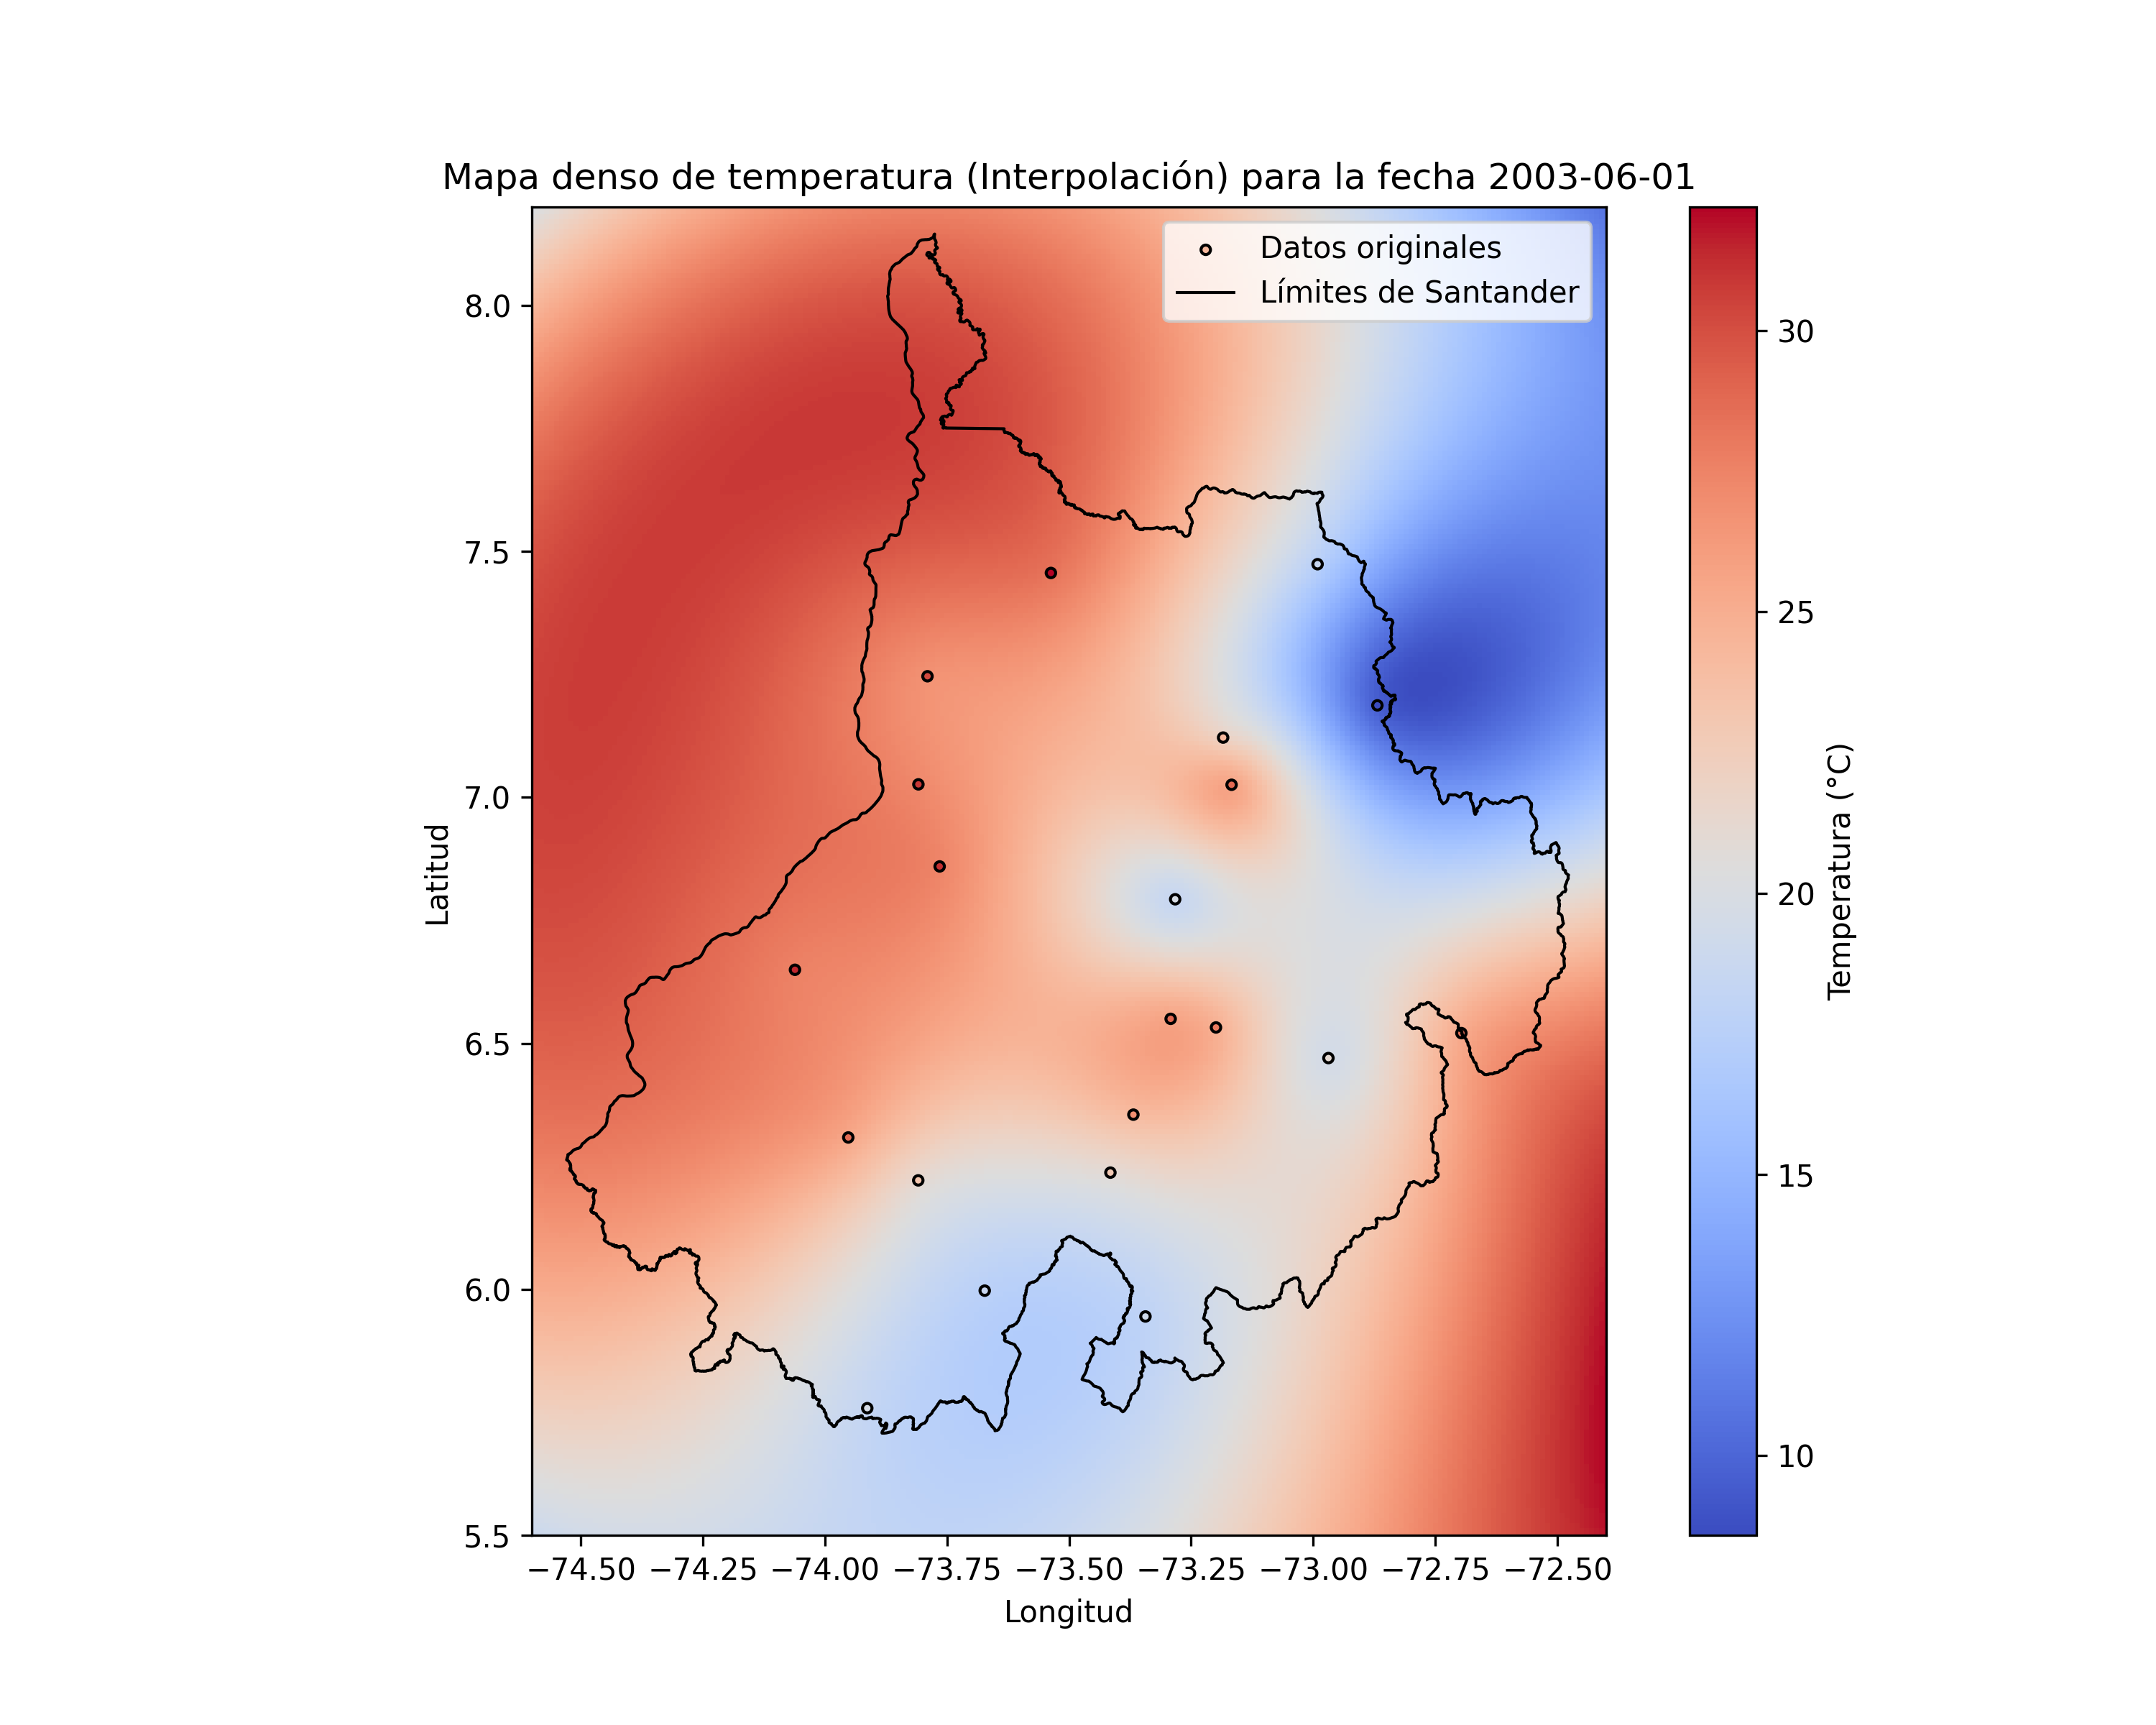 Mapa denso de temperatura (Interpolación) para la fecha 2003-06-01
Datos originales
Límites de Santander
8.0
7.5
7.0
6.5
6.0
5.5
Latitud
−74.50 −74.25 −74.00 −73.75 −73.50 −73.25 −73.00 −72.75 −72.50
Longitud
30
25
20
15
10
Temperatura (°C)